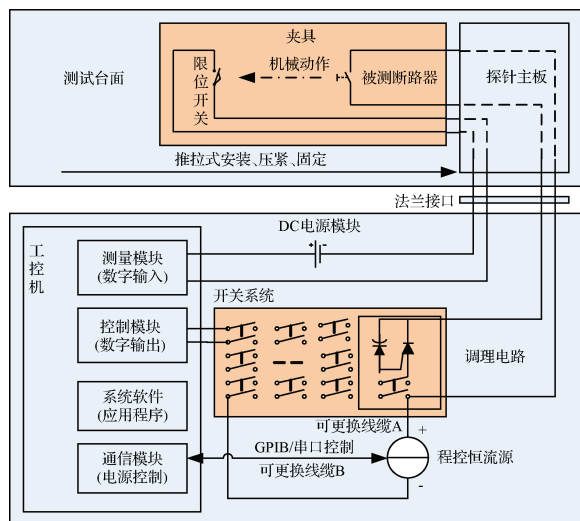 夹具
测试台面
限位开关
机械动作
被测断路器
探针主板
推拉式安装、压紧、固定
法兰接口
DC电源模块
+
-
工控机
测量模块
(数字输入)
开关系统
控制模块
(数字输出)
调理电路
系统软件
(应用程序)
可更换线缆A
+
通信模块
(电源控制)
GPIB/串口控制
可更换线缆B
程控恒流源
-